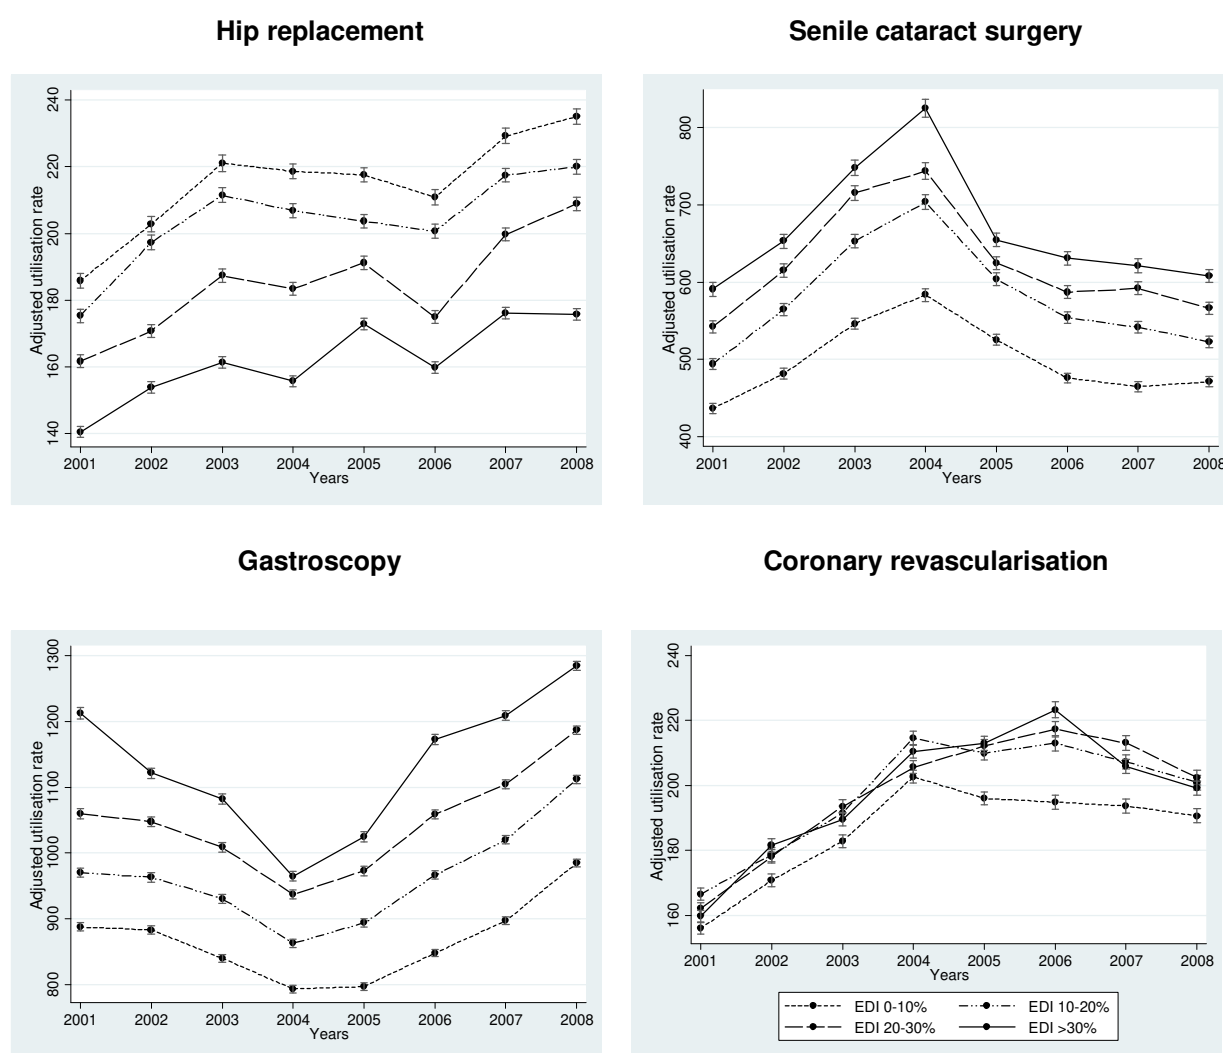 Hip replacement
Senile cataract surgery
Adjusted utilisation rate
140 160 180 200 220 240
2001 2002 2003 2004 2005 2006 2007 2008
Years
Adjusted utilisation rate
400 500 600 700 800
2001 2002 2003 2004 2005 2006 2007 2008
Years
Gastroscopy
Coronary revascularisation
Adjusted utilisation rate
800 900 1000 1100 1200 1300
2001 2002 2003 2004 2005 2006 2007 2008
Years
Adjusted utilisation rate
160 180 200 220 240
2001 2002 2003 2004 2005 2006 2007 2008
Years
EDI 0-10% EDI 10-20%
EDI 20-30% EDI >30%